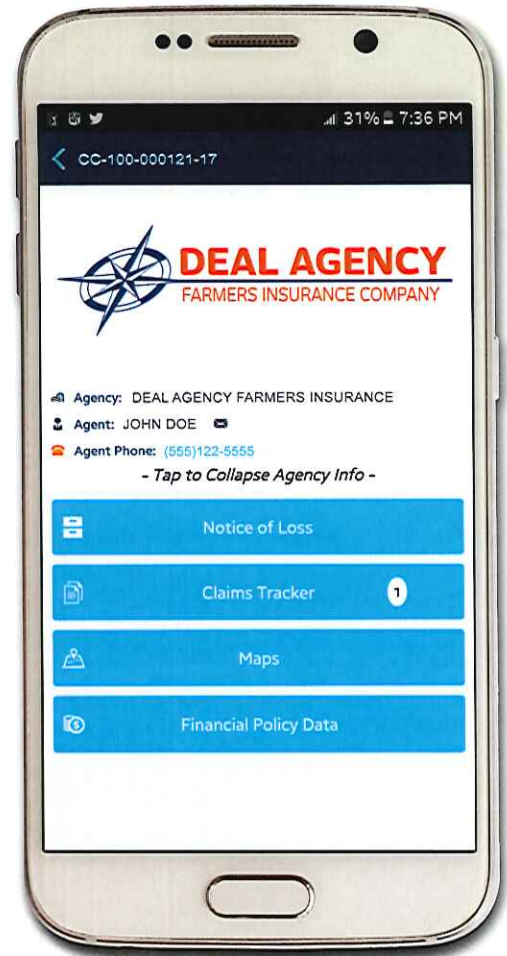 31% 7:36 PM
CC-100-000121-17
DEAL AGENCY
FARMERS INSURANCE COMPANY
Agency: DEAL AGENCY FARMERS INSURANCE
Agent: JOHN DOE
Agent Phone: (555)122-5555
- Tap to Collapse Agency Info -
Notice of Loss
Claims Tracker 1
Maps
Financial Policy Data